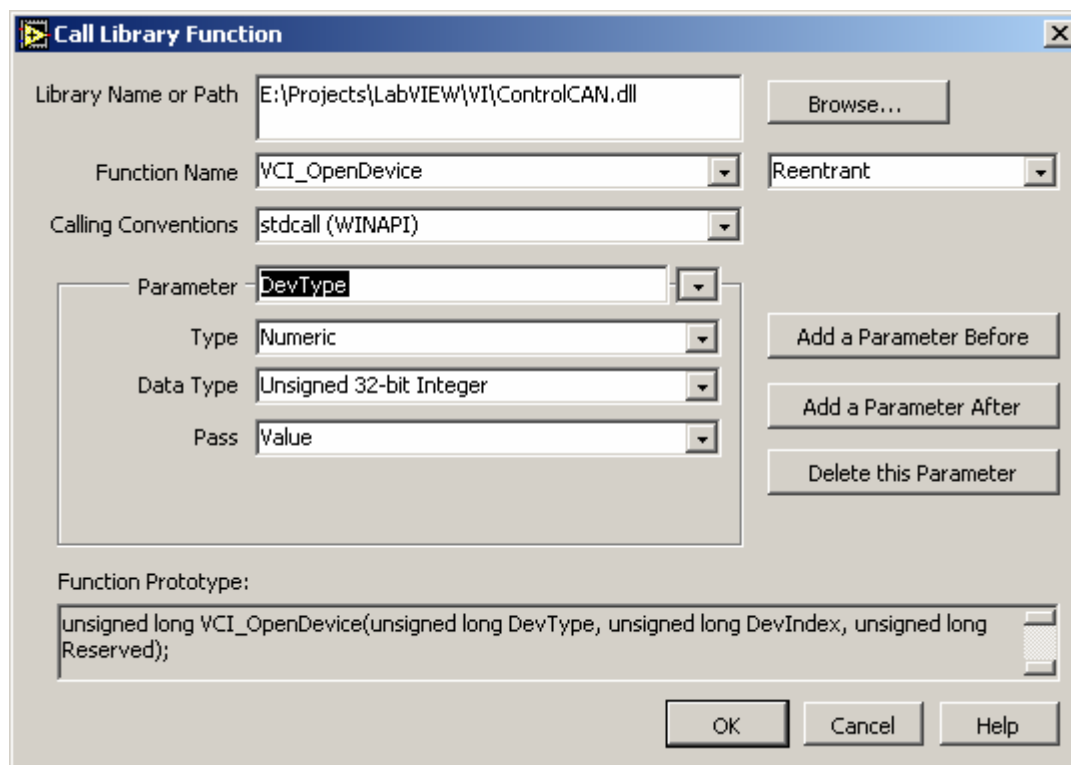 Call Library Function
Library Name or Path E:\Projects\LabVIEW\VI\ControlCAN.dll Browse...
Function Name VCI_OpenDevice Reentrant
Calling Conventions stdcall (WINAPI)
Parameter DevType
Type Numeric Add a Parameter Before
Data Type Unsigned 32-bit Integer
Add a Parameter After
Pass Value
Delete this Parameter
Function Prototype:
unsigned long VCI_OpenDevice(unsigned long DevType, unsigned long DevIndex, unsigned long
Reserved);
OK Cancel Help